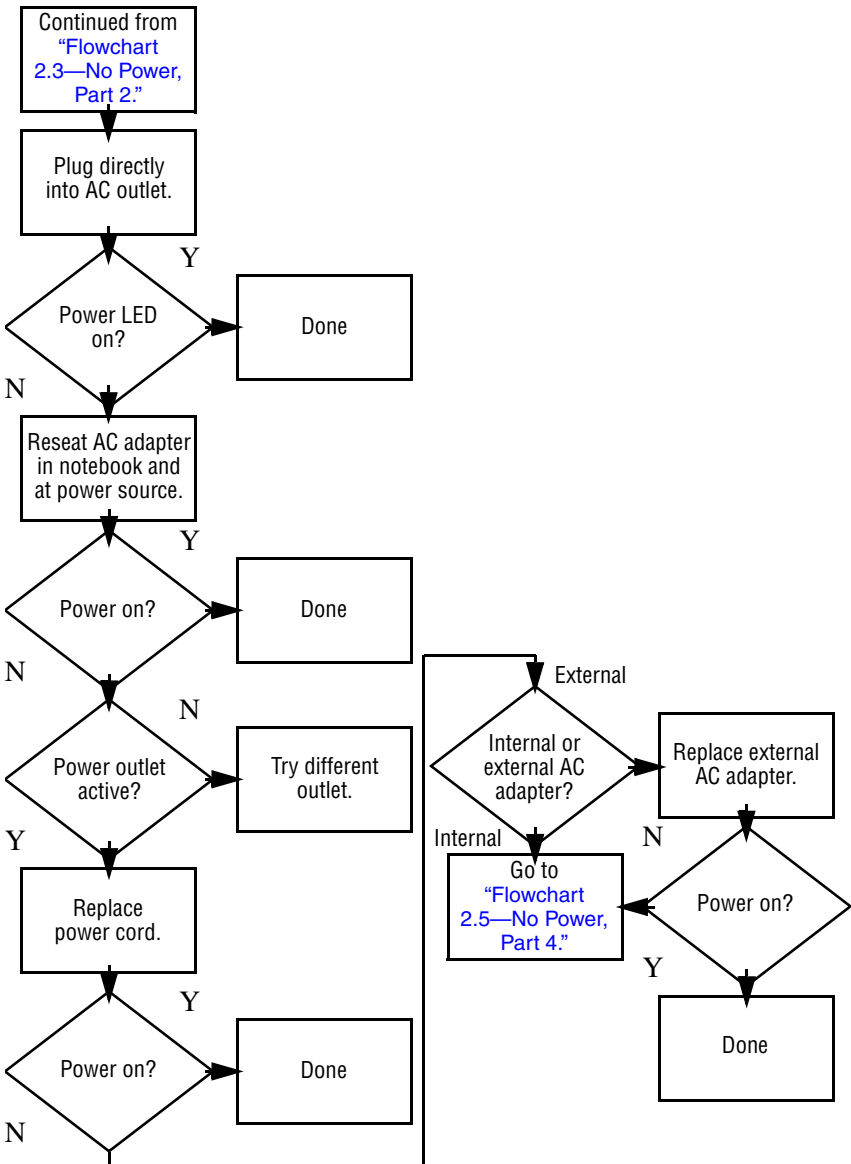 Continued from
“Flowchart
2.3—No Power,
Part 2.”
Plug directly
into AC outlet.
Y
Power LED
on?
Done
N
Reseat AC adapter
in notebook and
at power source.
Y
Power on?
Done
N
N
Power outlet
active?
Try different
outlet.
Y
Replace
power cord.
Y
Power on?
Done
N
External
Internal or
external AC
adapter?
Replace external
AC adapter.
Internal
N
Go to
“Flowchart
2.5—No Power,
Part 4.”
Power on?
Y
Done